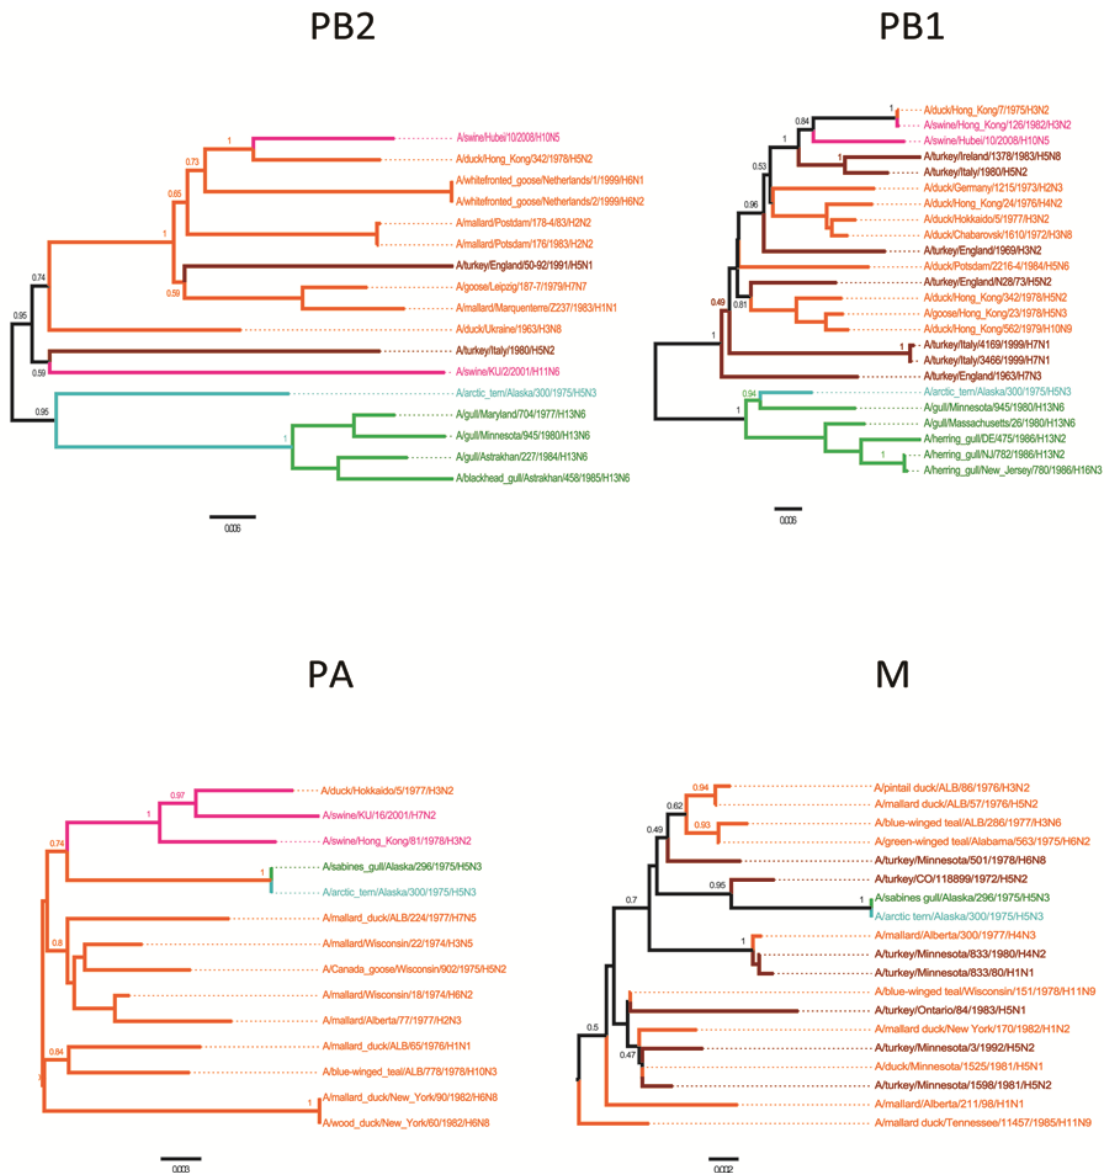 PB2
1
A/swine/Hubei/10/2008/H10N5
A/duck/Hong_Kong/342/1978/H5N2
0.73
A/whitefronted_goose/Netherlands/1/1999/H6N1
A/whitefronted_goose/Netherlands/2/1999/H6N2
0.65
A/mallard/Postdam/178-4/83/H2N2
1
A/mallard/Potsdam/176/1983/H2N2
A/turkey/England/50-92/1991/H5N1
0.74
A/goose/Leipzig/187-7/1979/H7N7
0.59
A/mallard/Marquenterre/Z237/1983/H1N1
0.95
A/duck/Ukraine/1963/H3N8
A/turkey/Italy/1980/H5N2
0.59
A/swine/KU/2/2001/H11N6
A/arctic_tern/Alaska/300/1975/H5N3
0.95
A/gull/Maryland/704/1977/H13N6
1
A/gull/Minnesota/945/1980/H13N6
A/gull/Astrakhan/227/1984/H13N6
A/blackhead_gull/Astrakhan/458/1985/H13N6
0.006
PB1
1
A/duck/Hong_Kong/7/1975/H3N2
0.84
A/swine/Hong_Kong/126/1982/H3N2
1
A/swine/Hubei/10/2008/H10N5
1
A/turkey/Ireland/1378/1983/H5N8
0.53
A/turkey/Italy/1980/H5N2
A/duck/Germany/1215/1973/H2N3
A/duck/Hong_Kong/24/1976/H4N2
0.96
A/duck/Hokkaido/5/1977/H3N2
A/duck/Chabarovsk/1610/1972/H3N8
A/turkey/England/1969/H3N2
A/duck/Potsdam/2216-4/1984/H5N6
A/turkey/England/N28/73/H5N2
0.49
0.81
A/duck/Hong_Kong/342/1978/H5N2
A/goose/Hong_Kong/23/1978/H5N3
A/duck/Hong_Kong/562/1979/H10N9
1
1
A/turkey/Italy/4169/1999/H7N1
A/turkey/Italy/3466/1999/H7N1
A/turkey/England/1963/H7N3
0.94
A/arctic_tern/Alaska/300/1975/H5N3
1
A/gull/Minnesota/945/1980/H13N6
A/gull/Massachusetts/26/1980/H13N6
A/herring_gull/DE/475/1986/H13N2
1
A/herring_gull/NJ/782/1986/H13N2
A/herring_gull/New_Jersey/780/1986/H16N3
0.006
PA
0.97
A/duck/Hokkaido/5/1977/H3N2
1
A/swine/KU/16/2001/H7N2
A/swine/Hong_Kong/81/1978/H3N2
0.74
A/sabines_gull/Alaska/296/1975/H5N3
1
A/arctic_tern/Alaska/300/1975/H5N3
A/mallard_duck/ALB/224/1977/H7N5
0.8
A/mallard/Wisconsin/22/1974/H3N5
A/Canada_goose/Wisconsin/902/1975/H5N2
A/mallard/Wisconsin/18/1974/H6N2
A/mallard/Alberta/77/1977/H2N3
0.84
A/mallard_duck/ALB/65/1976/H1N1
A/blue-winged_teal/ALB/778/1978/H10N3
1
A/mallard_duck/New_York/90/1982/H6N8
A/wood_duck/New_York/60/1982/H6N8
0.003
M
0.94
A/pintail duck/ALB/86/1976/H3N2
0.62
A/mallard duck/ALB/57/1976/H5N2
0.93
A/blue-winged teal/ALB/286/1977/H3N6
0.49
A/green-winged teal/Alabama/563/1975/H6N2
A/turkey/Minnesota/501/1978/H6N8
0.95
A/turkey/CO/118899/1972/H5N2
0.7
1
A/sabines gull/Alaska/296/1975/H5N3
A/arctic tern/Alaska/300/1975/H5N3
1
A/mallard/Alberta/300/1977/H4N3
A/turkey/Minnesota/833/1980/H4N2
A/turkey/Minnesota/833/80/H1N1
A/blue-winged teal/Wisconsin/151/1978/H11N9
A/turkey/Ontario/84/1983/H5N1
0.5
A/mallard duck/New York/170/1982/H1N2
0.47
A/turkey/Minnesota/3/1992/H5N2
A/duck/Minnesota/1525/1981/H5N1
A/turkey/Minnesota/1598/1981/H5N2
A/mallard/Alberta/211/98/H1N1
A/mallard duck/Tennessee/11457/1985/H11N9
0.002